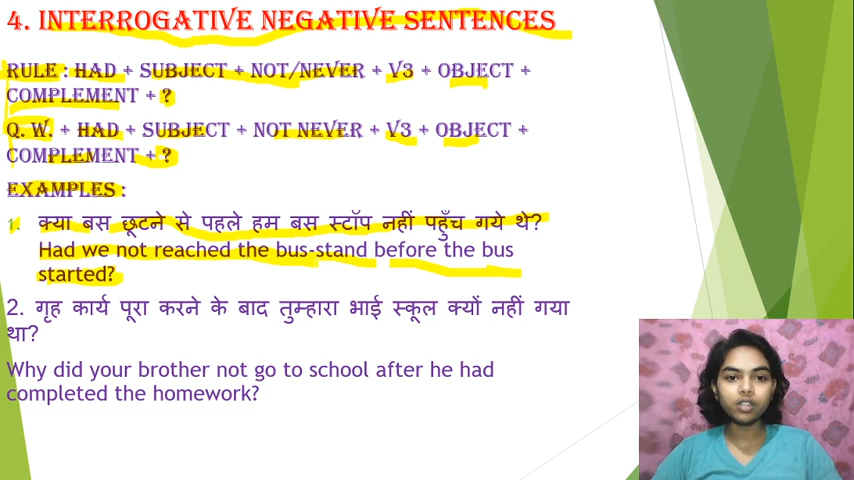 4. INTERROGATIVE NEGATIVE SENTENCES
RULE : HAD + SUBJECT + NOT/NEVER + V3 + OBJECT +
COMPLEMENT + ?
Q. W. + HAD + SUBJECT + NOT NEVER + V3 + OBJECT +
COMPLEMENT + ?
EXAMPLES :
1. क्या बस छूटने से पहले हम बस स्टॉप नहीं पहुँच गये थे?
Had we not reached the bus-stand before the bus
started?
2. गृह कार्य पूरा करने के बाद तुम्हारा भाई स्कूल क्यों नहीं गया
था?
Why did your brother not go to school after he had
completed the homework?